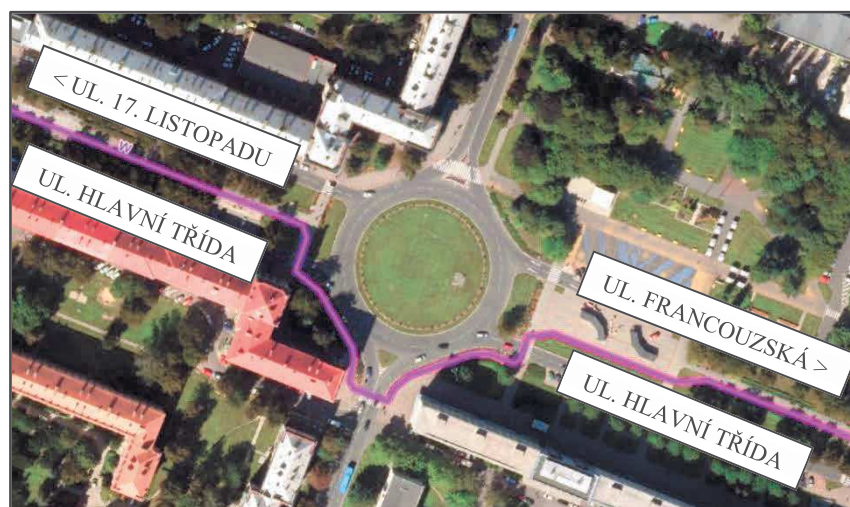 < UL. 17. LISTOPADU
W
UL. HLAVNÍ TŘÍDA
UL. FRANCOUZSKÁ >
UL. HLAVNÍ TŘÍDA